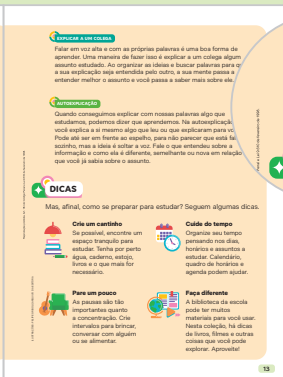 EXPLICAR A UM COLEGA
Falar em voz alta e com as próprias palavras é uma boa forma de
aprender. Uma maneira de fazer isso é explicar a um colega algum
assunto estudado. Ao organizar as ideias e buscar palavras para
a sua explicação seja entendida pelo outro, a sua mente passa a
entender melhor o assunto e você passa a saber mais sobre ele.
AUTOEXPLICAÇÃO
Quando conseguimos explicar com nossas palavras algo que
estudamos, podemos dizer que aprendemos. Na autoexplicação,
você explica a si mesmo algo que leu ou que explicaram para
Pode até ser em frente ao espelho, para não parecer que está
sozinho, mas a ideia é soltar a voz. Fale o que entendeu sobre a
informação e como ela é diferente, semelhante ou nova em relação
que você já sabia sobre o assunto.
DICAS
Mas, afinal, como se preparar para estudar? Seguem algumas dicas.
Crie um cantinho
Se possível, encontre um
espaço tranquilo para
estudar. Tenha por perto
água, caderno, estojo,
livros e o que mais for
necessário.
Cuide do tempo
Organize seu tempo
pensando nos dias,
horários e assuntos a
estudar. Calendário,
quadro de horários e
agenda podem ajudar.
Pare um pouco
As pausas são tão
importantes quanto
a concentração. Crie
intervalos para brincar,
conversar com alguém
ou se alimentar.
Faça diferente
A biblioteca da escola
pode ter muitos
materiais para você usar.
Nesta coleção, há dicas
de livros, filmes e outras
coisas que você pode
explorar. Aproveite!
13